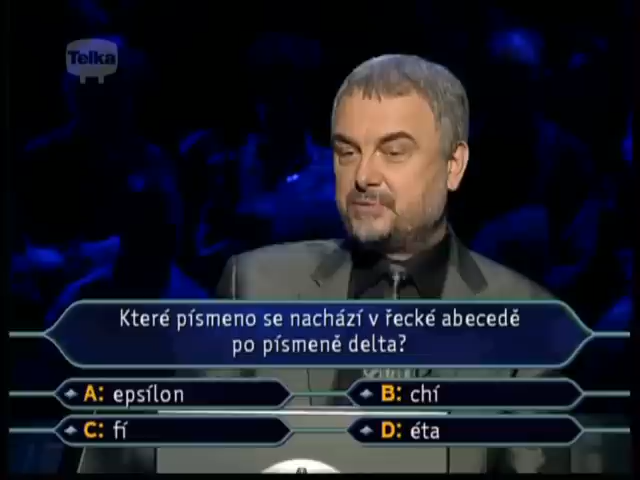 Telka
Které písmeno se nachází v řecké abecedě
po písmeně delta?
A: epsílon
B: chí
C: fí
D: éta